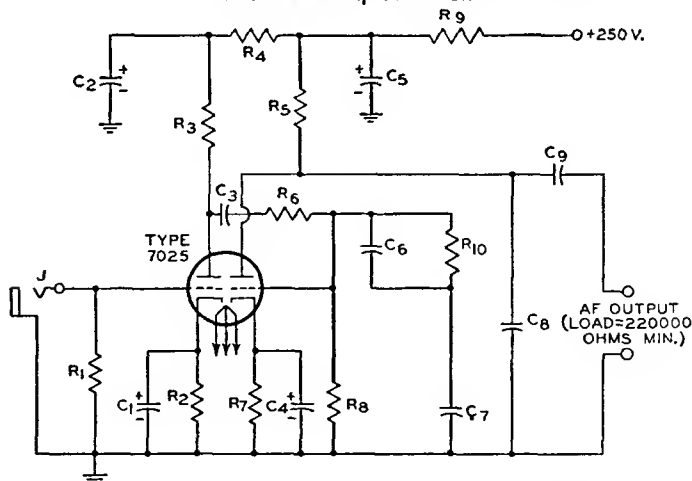 R9
+250 V.
R4
C2
+
-
+
-
C5
R3
R5
C9
C3
R6
TYPE
7025
C6
R10
J
AF OUTPUT
(LOAD=220000
OHMS MIN.)
C8
R1
+
C1
-
R2
R7
+
C4
-
R8
C7